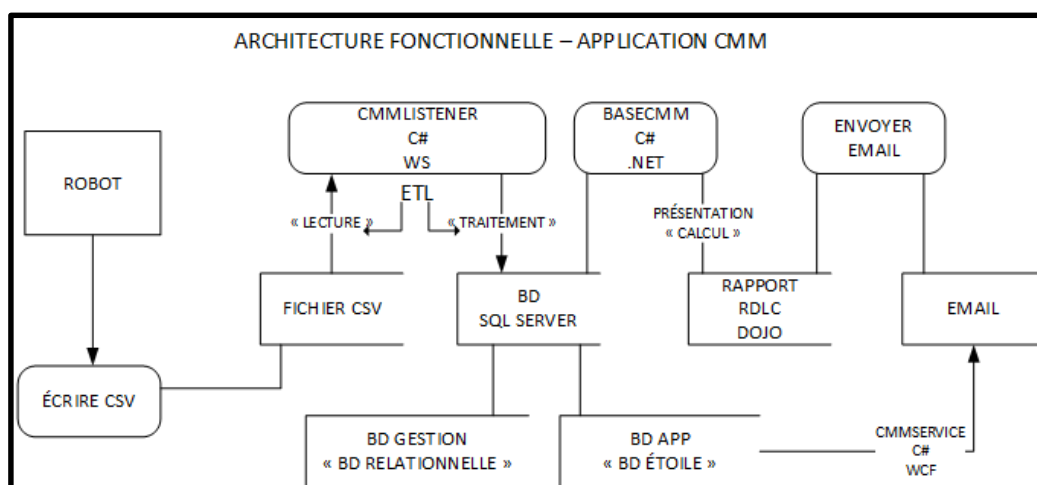 ARCHITECTURE FONCTIONNELLE – APPLICATION CMM
ROBOT
CMMLISTENER
C#
WS
BASECMM
C#
.NET
ENVOYER
EMAIL
ETL
« LECTURE »
« TRAITEMENT »
PRÉSENTATION
« CALCUL »
FICHIER CSV
BD
SQL SERVER
RAPPORT
RDLC
DOJO
EMAIL
ÉCRIRE CSV
BD GESTION
« BD RELATIONNELLE »
BD APP
« BD ÉTOILE »
CMMSERVICE
C#
WCF